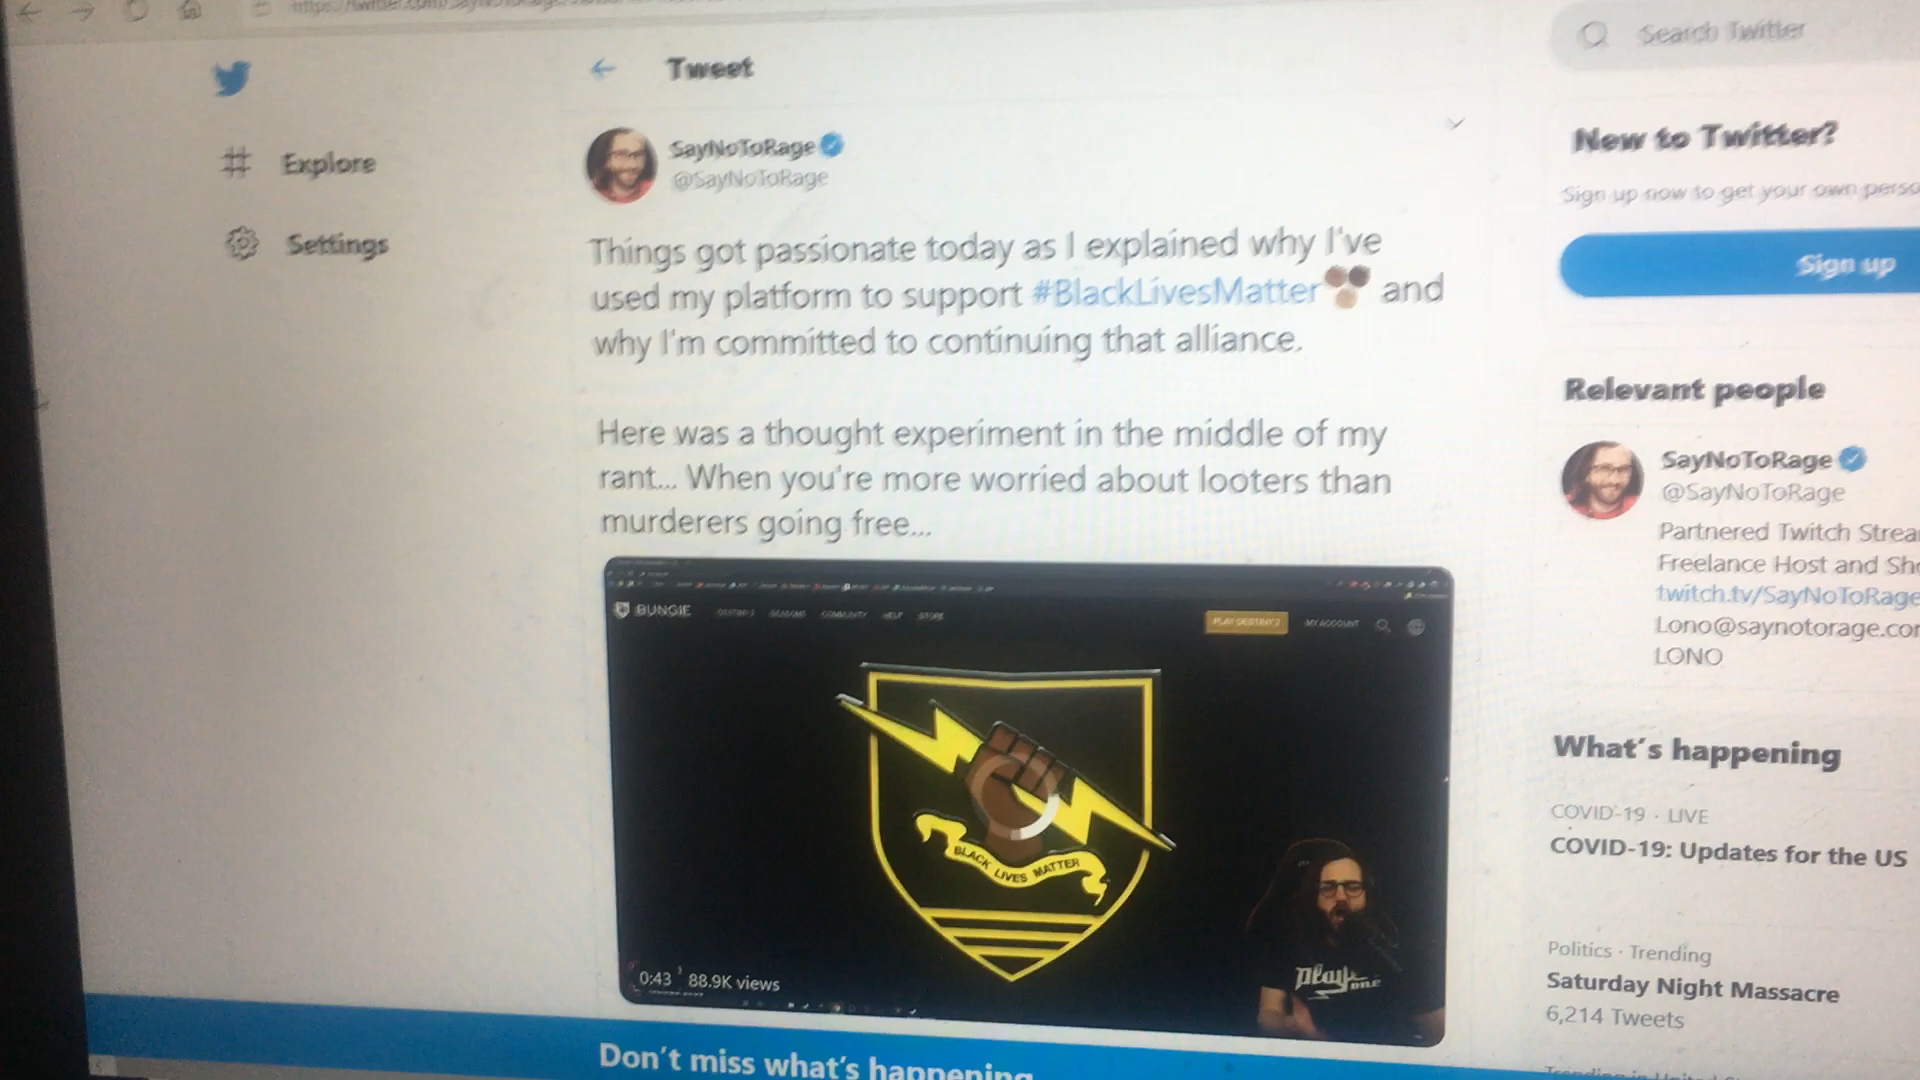 Tweet
Search Twitter
Explore
Settings
SayNoToRage
@SayNoToRage
Things got passionate today as I explained why I've
used my platform to support #BlackLivesMatter and
why I'm committed to continuing that alliance.
Here was a thought experiment in the middle of my
rant... When you're more worried about looters than
murderers going free...
BUNGIE
DESTINY 2 SEASONS COMMUNITY HELP STORE
PLAY DESTINY 2
MY ACCOUNT
BLACK LIVES MATTER
PLAY
ONE
0:43 88.9K views
New to Twitter?
Sign up now to get your own
Sign up
Relevant people
SayNoToRage
@SayNoToRage
Partnered Twitch
Freelance Host and
twitch.tv/SayNoToRage
LONO
What's happening
COVID-19 · LIVE
COVID-19: Updates for the US
Politics · Trending
Saturday Night Massacre
6,214 Tweets
Don't miss what's happening